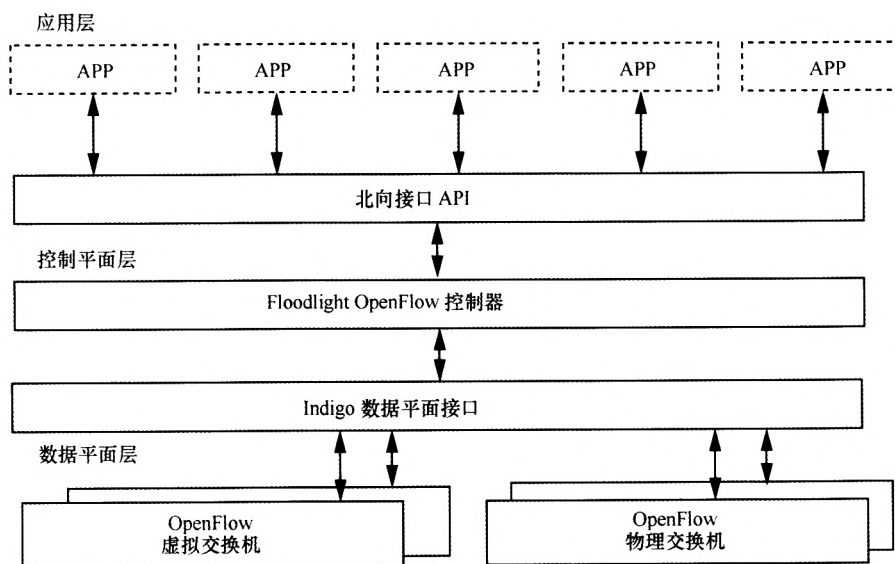 应用层
APP
APP
APP
APP
APP
北向接口 API
控制平面层
Floodlight OpenFlow 控制器
Indigo 数据平面接口
数据平面层
OpenFlow
虚拟交换机
OpenFlow
物理交换机